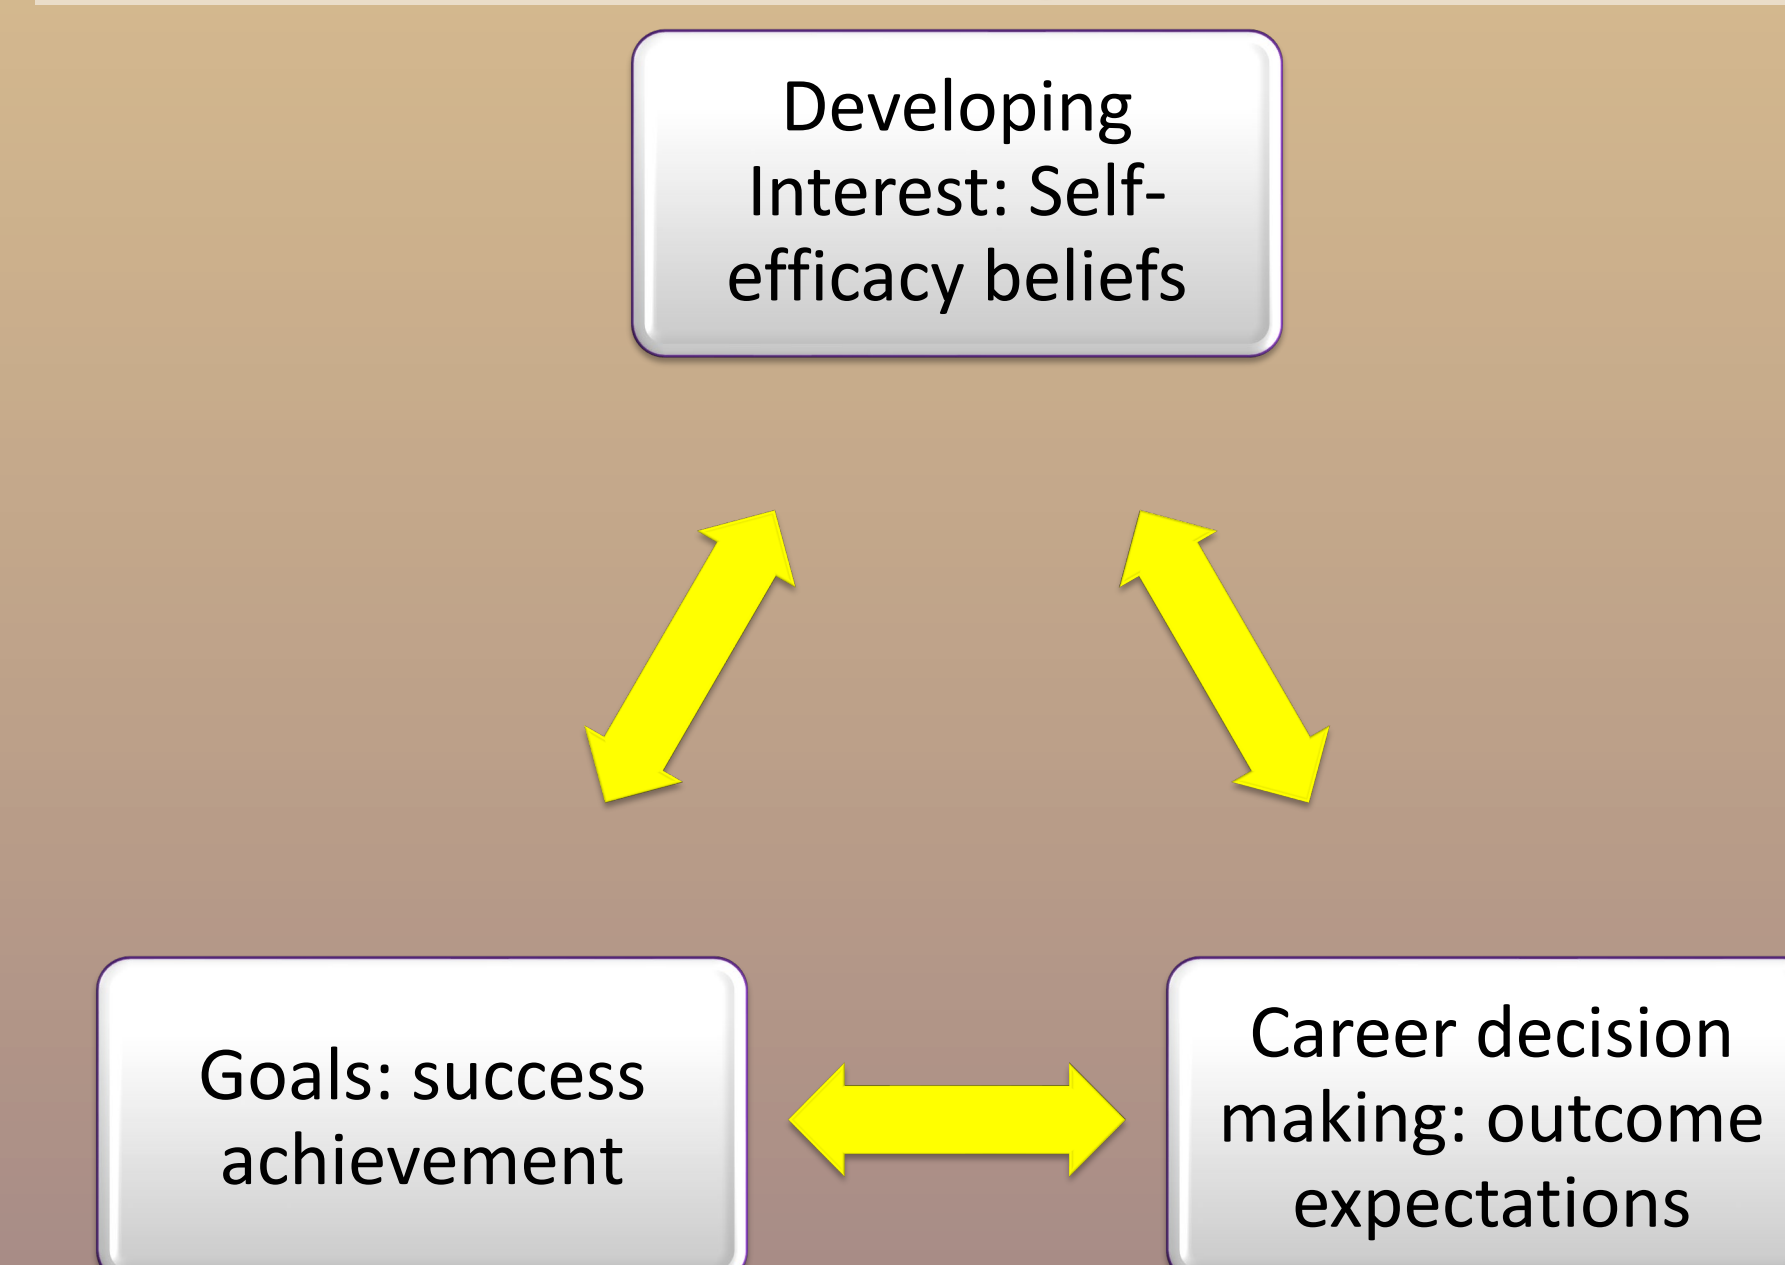 Developing
Interest: Self-
efficacy beliefs
Goals: success
achievement
Career decision
making: outcome
expectations